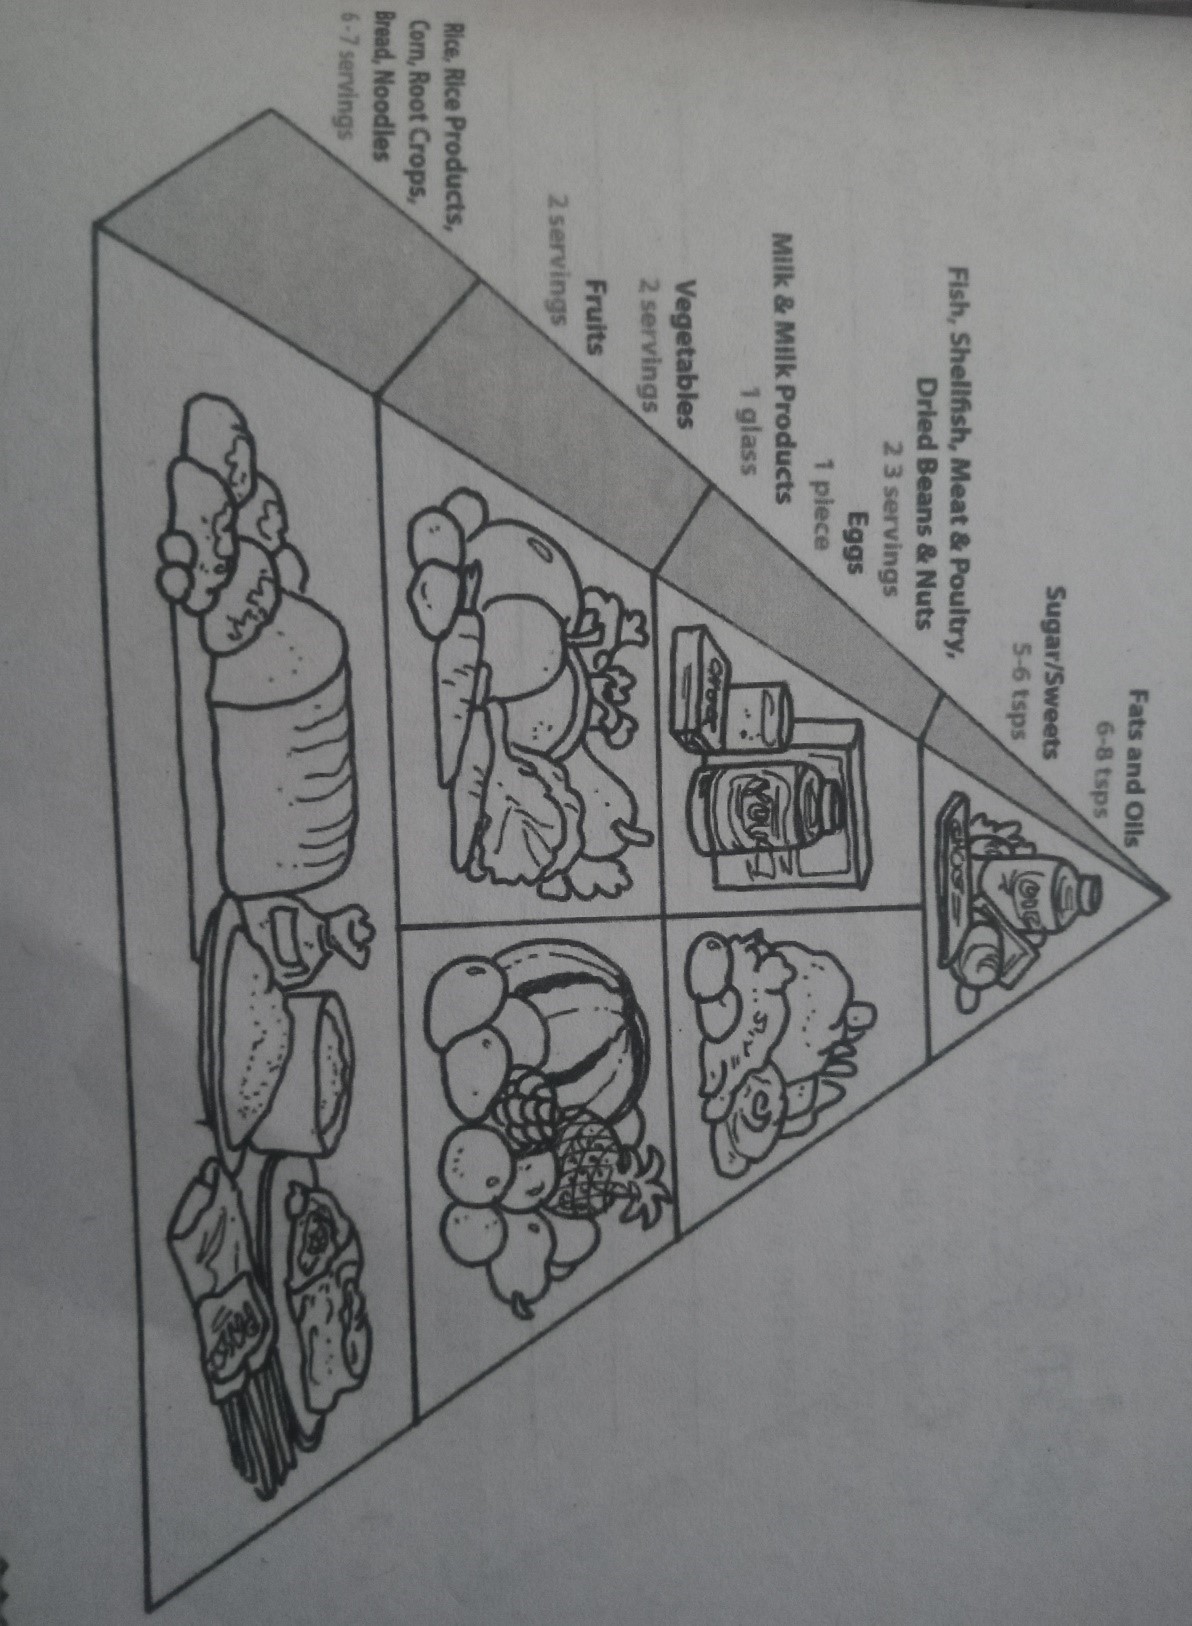 Fats and Oils
6-8 tsps
Sugar/Sweets
5-6 tsps
Fish, Shellfish, Meat & Poultry,
Dried Beans & Nuts
2 3 servings
Eggs
1 piece
Milk & Milk Products
1 glass
Vegetables
2 servings
Fruits
2 servings
Rice, Rice Products,
Corn, Root Crops,
Bread, Noodles
6-7 servings